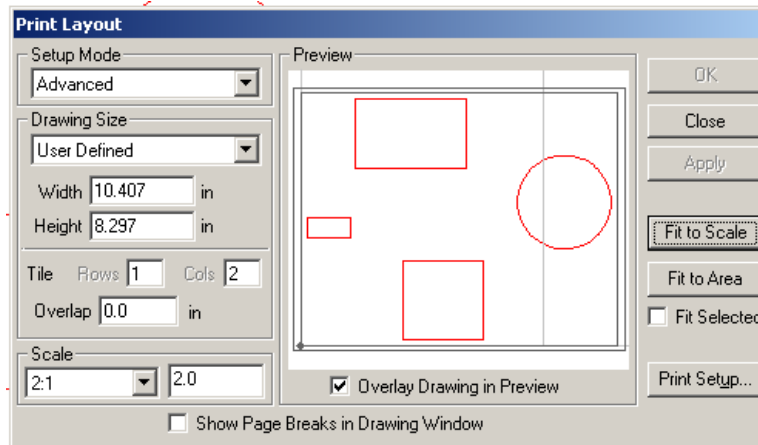 Print Layout
Setup Mode
Advanced
Drawing Size
User Defined
Width 10.407 in
Height 8.297 in
Tile Rows 1 Cols 2
Overlap 0.0 in
Scale
2:1 2.0
Preview
Overlay Drawing in Preview
Show Page Breaks in Drawing Window
OK
Close
Apply
Fit to Scale
Fit to Area
Fit Selected
Print Setup...